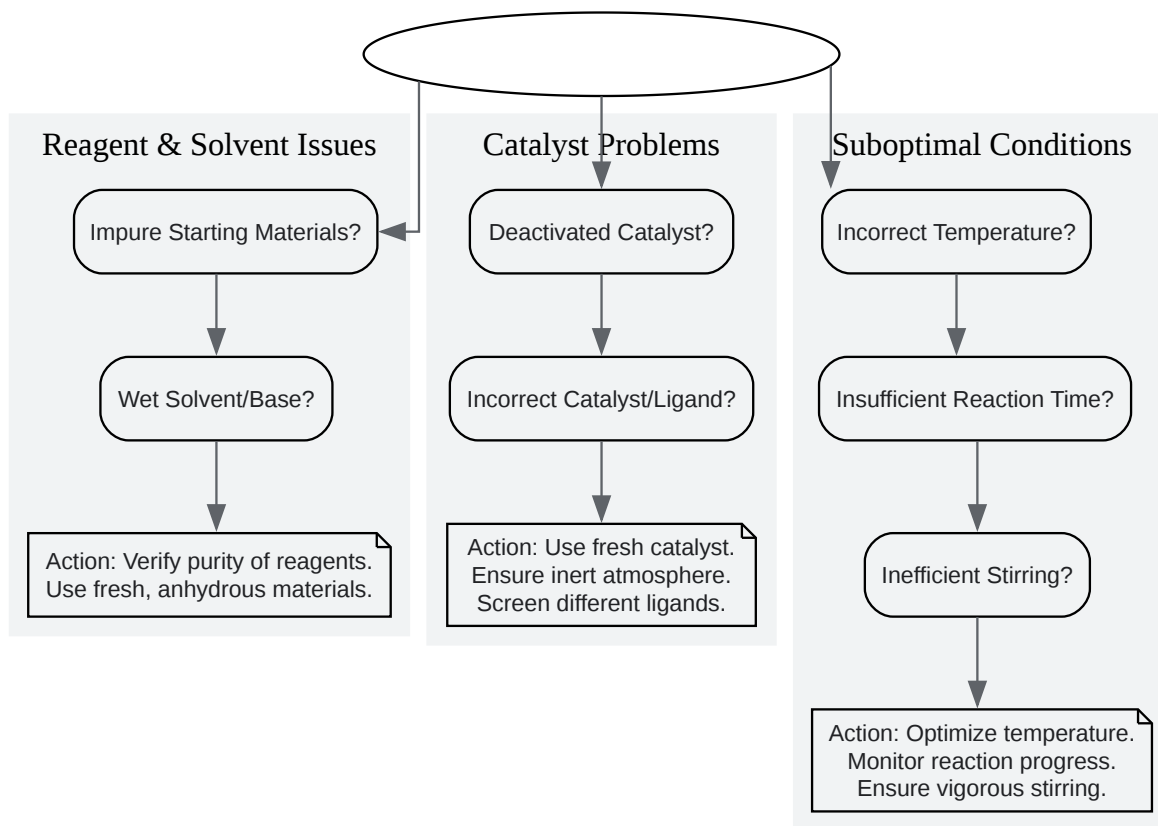 Reagent & Solvent Issues
Impure Starting Materials?
Wet Solvent/Base?
Action: Verify purity of reagents.
Use fresh, anhydrous materials.
Catalyst Problems
Deactivated Catalyst?
Incorrect Catalyst/Ligand?
Action: Use fresh catalyst.
Ensure inert atmosphere.
Screen different ligands.
Suboptimal Conditions
Incorrect Temperature?
Insufficient Reaction Time?
Inefficient Stirring?
Action: Optimize temperature.
Monitor reaction progress.
Ensure vigorous stirring.